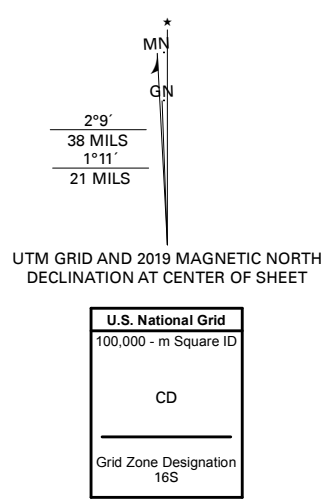 MN
GN
2°9´
38 MILS
1°11´
21 MILS
UTM GRID AND 2019 MAGNETIC NORTH
DECLINATION AT CENTER OF SHEET
U.S. National Grid
100,000 - m Square ID
CD
Grid Zone Designation
16S